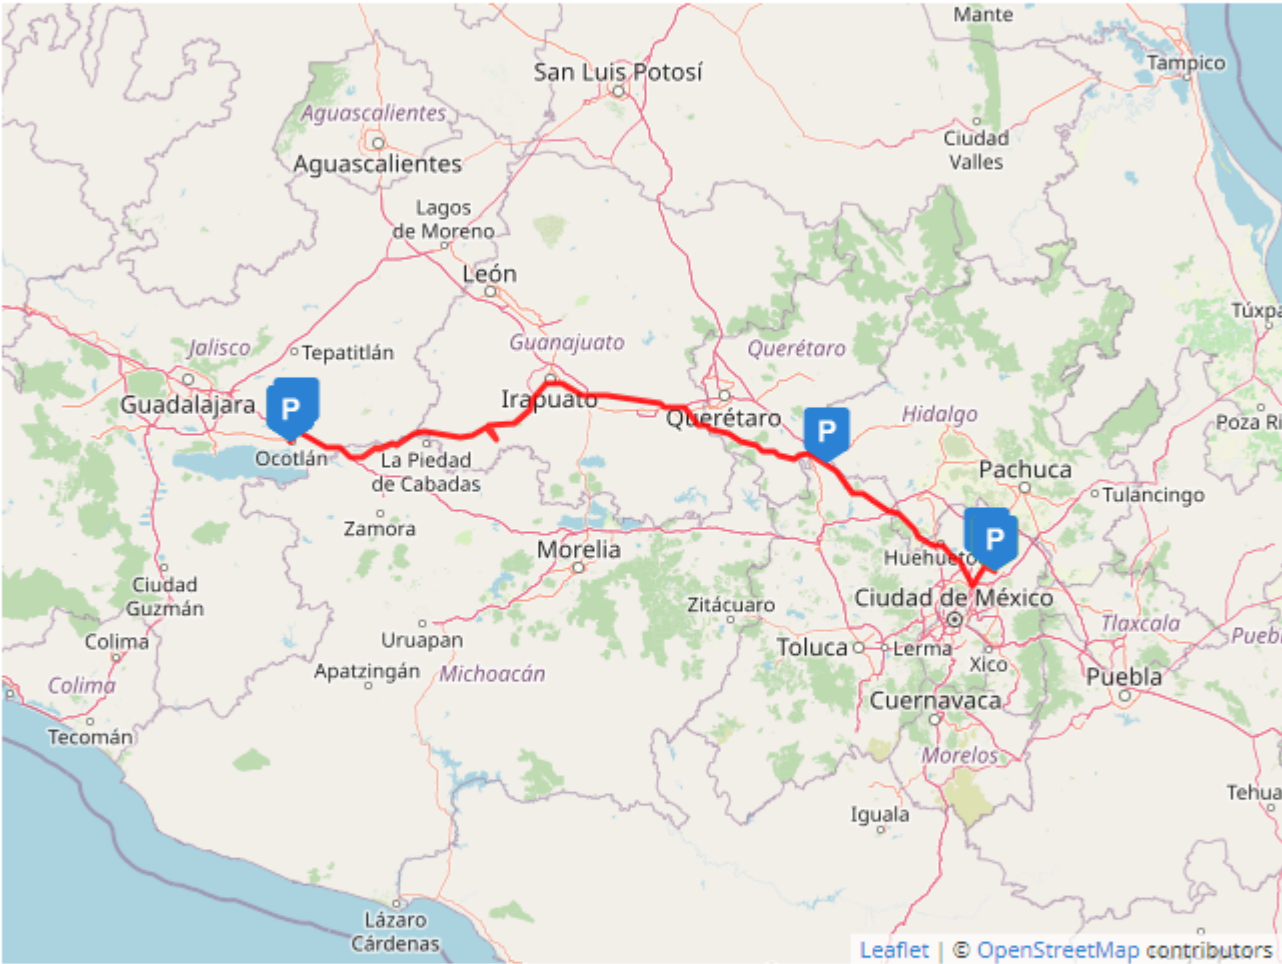 Mante
Tampico
San Luis Potosí
Aguascalientes
Ciudad
Valles
Aguascalientes
Lagos
de Moreno
León
Túxpa
Jalisco
Guanajuato
Querétaro
Tepatitlán
Irapuato
Guadalajara
P
Querétaro
Hidalgo
Poza Ri
P
Ocotlán
La Piedad
de Cabadas
Pachuca
Tulancingo
Zamora
P
Morelia
Huehueto
Ciudad
Guzmán
Ciudad de México
Zitácuaro
Tlaxcala
Puebl
Colima
Uruapan
Toluca
Lerma
Xico
Apatzingán
Michoacán
Colima
Puebla
Cuernavaca
Tecomán
Morelos
Tehua
Iguala
Lázaro
Cárdenas
Leaflet | © OpenStreetMap contributors